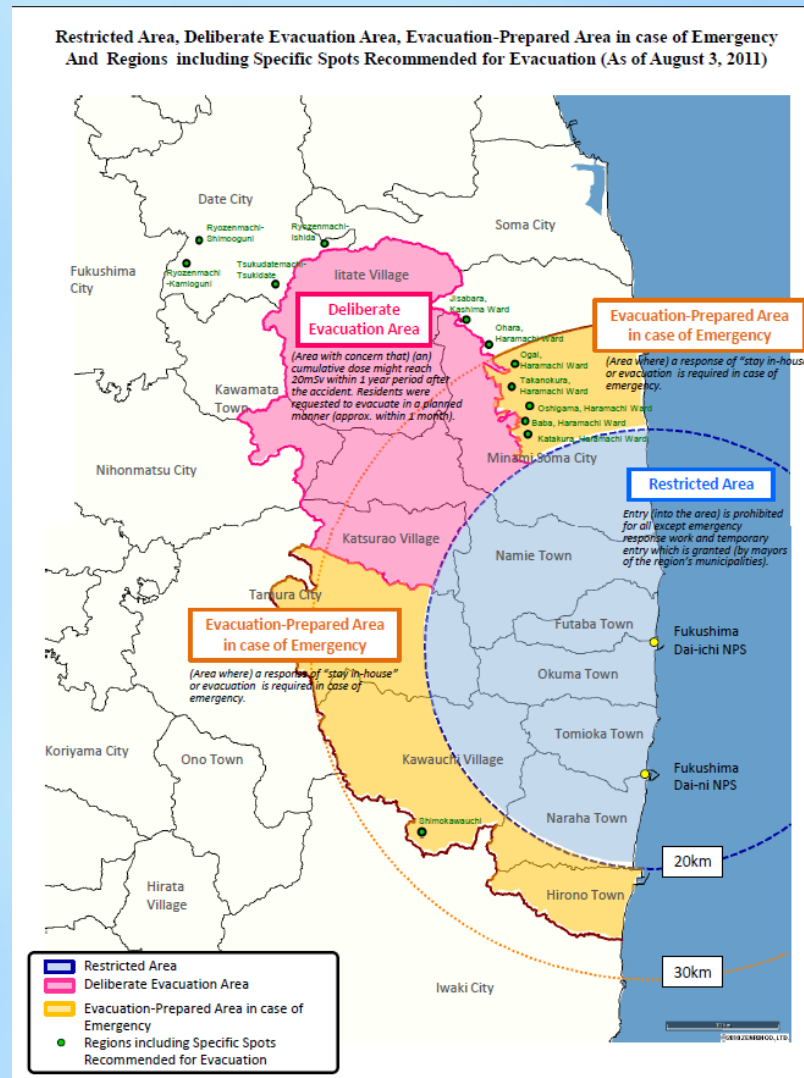 Restricted Area, Deliberate Evacuation Area, Evacuation-Prepared Area in case of Emergency
And Regions including Specific Spots Recommended for Evacuation (As of August 3, 2011)
Date City
Ryozenmachi-
Shimooguni
Ryozenmachi-
Ishida
Soma City
Fukushima
City
Ryozenmachi
-Kamioguni
Tsukudatemachi-
Tsukidate
Iitate Village
Deliberate
Evacuation Area
(Area with concern that) (an)
cumulative dose might reach
20mSv within 1 year period after
the accident. Residents were
requested to evacuate in a planned
manner (approx. within 1 month).
Jisabara,
Kashima Ward
Ohara,
Haramachi Ward
Evacuation-Prepared Area
in case of Emergency
(Area where) a response of "stay in-house"
or evacuation is required in case of
emergency.
Ogai,
Haramachi Ward
Takanokura,
Haramachi Ward
Oshigama, Haramachi Ward
Baba, Haramachi Ward
Katakura, Haramachi Ward
Kawamata
Town
Nihonmatsu City
Minami Soma City
Restricted Area
Entry (into the area) is prohibited
for all except emergency
response work and temporary
entry which is granted (by mayors
of the region's municipalities).
Katsurao Village
Namie Town
Tamura City
Evacuation-Prepared Area
in case of Emergency
(Area where) a response of "stay in-house"
or evacuation is required in case of
emergency.
Futaba Town
Fukushima
Dai-ichi NPS
Okuma Town
Tomioka Town
Koriyama City
Ono Town
Kawauchi Village
Fukushima
Dai-ni NPS
Shimokawauchi
Naraha Town
20km
Hirata
Village
Hirono Town
30km
Iwaki City
Restricted Area
Deliberate Evacuation Area
Evacuation-Prepared Area in case of
Emergency
Regions including Specific Spots
Recommended for Evacuation